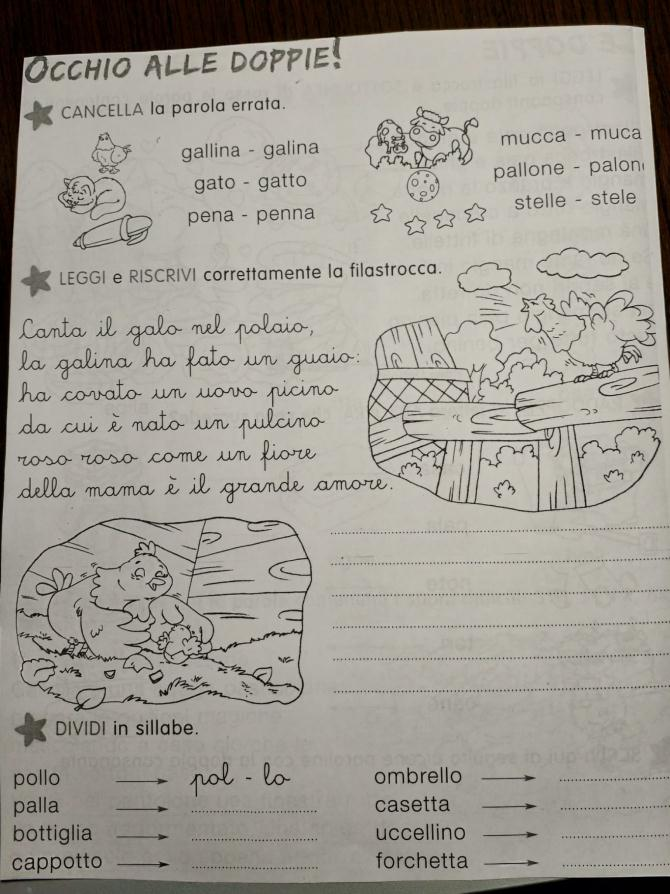 OCCHIO ALLE DOPPIE!
CANCELLA la parola errata.
gallina - galina
gato - gatto
pena - penna
mucca - muca
pallone - palon
stelle - stele
LEGGI e RISCRIVI correttamente la filastrocca.
Canta il galo nel polaio,
la galina ha fato un guaio:
ha covato un uovo picino
da cui è nato un pulcino
roso roso come un fiore
della mama è il grande amore.
DIVIDI in sillabe.
pollo → pol - lo
palla →
bottiglia →
cappotto →
ombrello →
casetta →
uccellino →
forchetta →